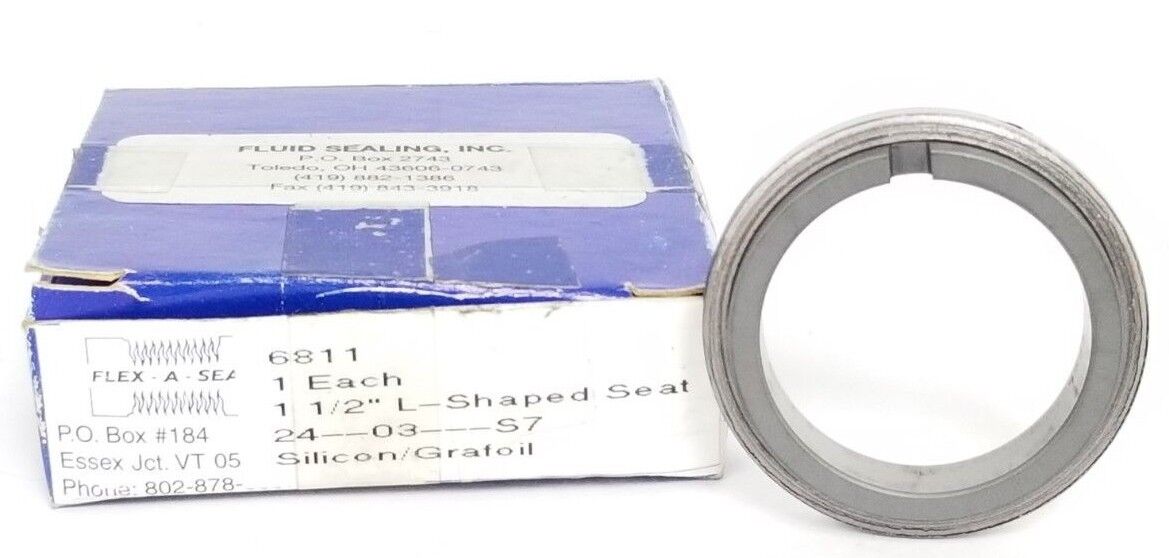 FLUID SEALING, INC.
P.O. Box 2743
Toledo, OH 43606-0743
(419) 882-1386
Fax (419) 843-3918
FLEX - A - SEA
P.O. Box #184
Essex Jct. VT 05
Phone: 802-878-
6811
1 Each
1 1/2" L-Shaped Seat
24--03---S7
Silicon/Grafoil